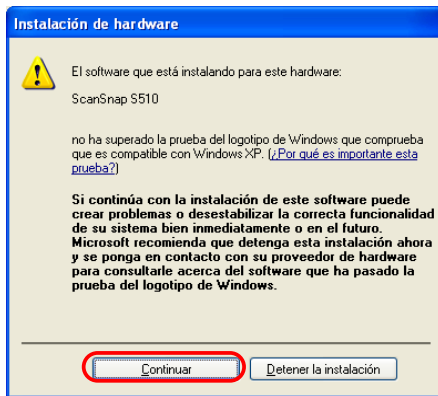 Instalación de hardware
El software que está instalando para este hardware:
ScanSnap S510
no ha superado la prueba del logotipo de Windows que comprueba
que es compatible con Windows XP. (¿Por qué es importante esta
prueba?)
Si continúa con la instalación de este software puede
crear problemas o desestabilizar la correcta funcionalidad
de su sistema bien inmediatamente o en el futuro.
Microsoft recomienda que detenga esta instalación ahora
y se ponga en contacto con su proveedor de hardware
para consultarle acerca del software que ha pasado la
prueba del logotipo de Windows.
Continuar
Detener la instalación